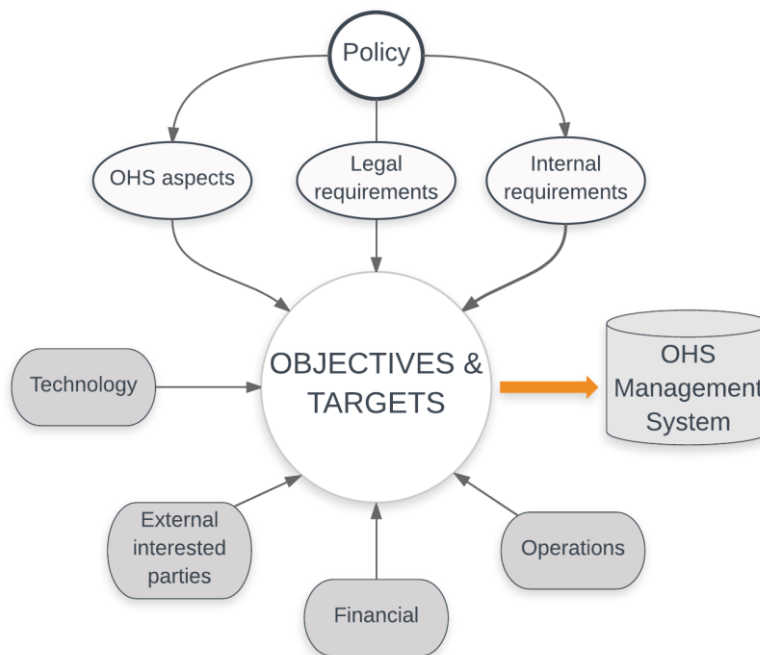 Policy
OHS aspects
Legal
requirements
Internal
requirements
OBJECTIVES &
TARGETS
OHS
Management
System
Technology
External
interested
parties
Operations
Financial